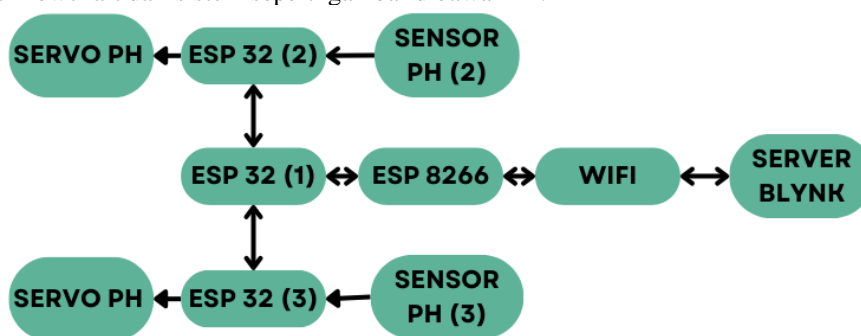 SERVO PH
ESP 32 (2)
SENSOR
PH (2)
ESP 32 (1)
ESP 8266
WIFI
SERVER
BLYNK
SERVO PH
ESP 32 (3)
SENSOR
PH (3)